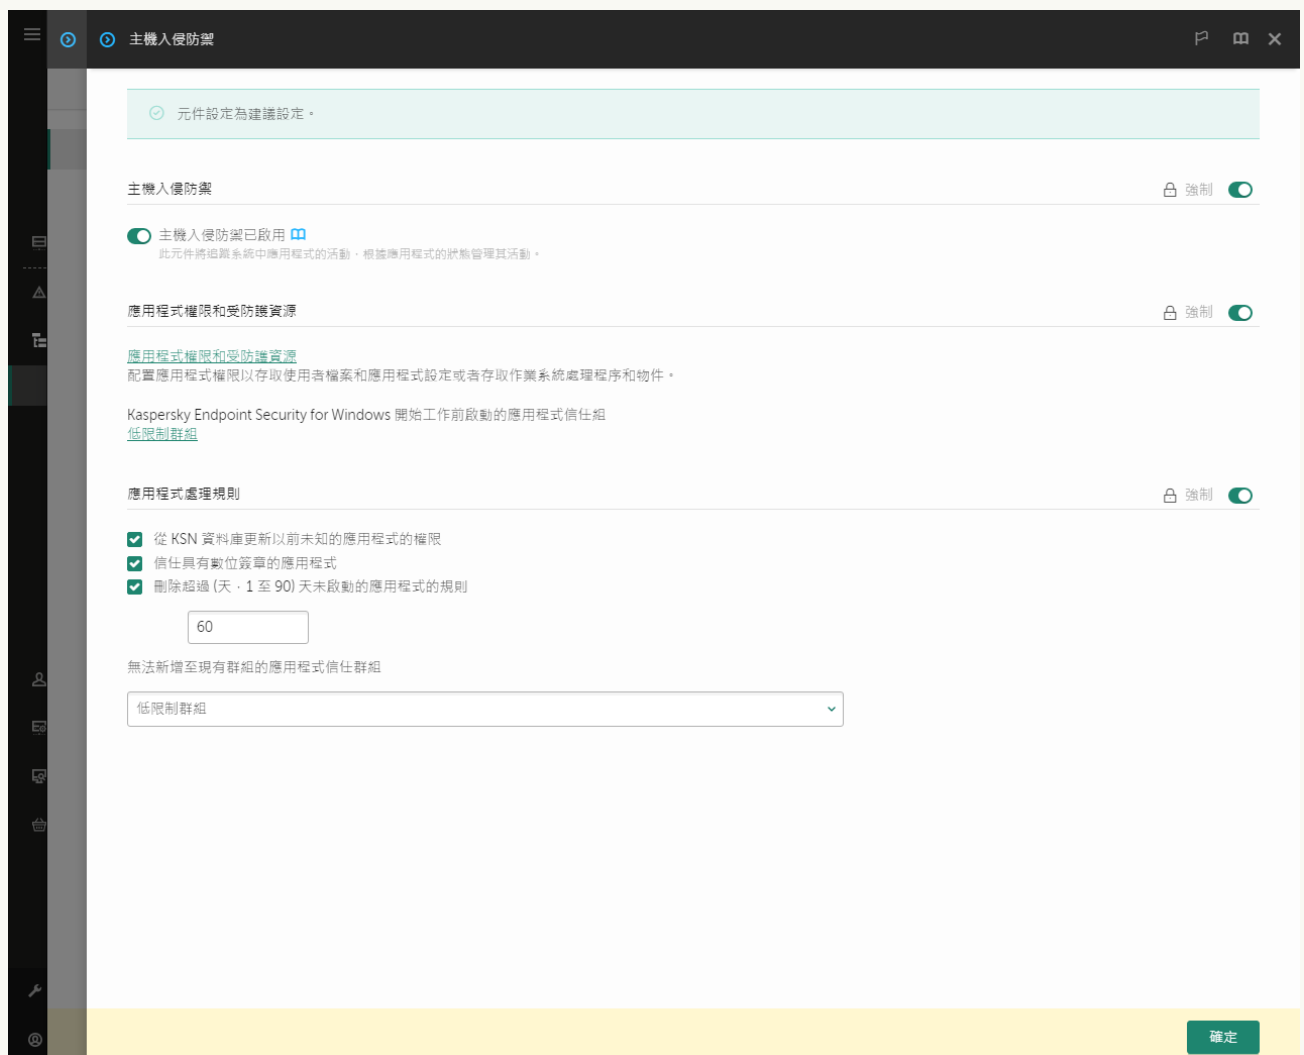 主機入侵防禦
元件設定為建議設定。
主機入侵防禦
強制
主機入侵防禦已啟用
此元件將追蹤系統中應用程式的活動，根據應用程式的狀態管理其活動。
應用程式權限和受防護資源
強制
應用程式權限和受防護資源
配置應用程式權限以存取使用者檔案和應用程式設定或者存取作業系統處理程序和物件。
Kaspersky Endpoint Security for Windows 開始工作前啟動的應用程式信任組
低限制群組
應用程式處理規則
強制
從 KSN 資料庫更新以前未知的應用程式的權限
信任具有數位簽章的應用程式
刪除超過 (天，1 至 90) 天未啟動的應用程式的規則
60
無法新增至現有群組的應用程式信任群組
低限制群組
確定